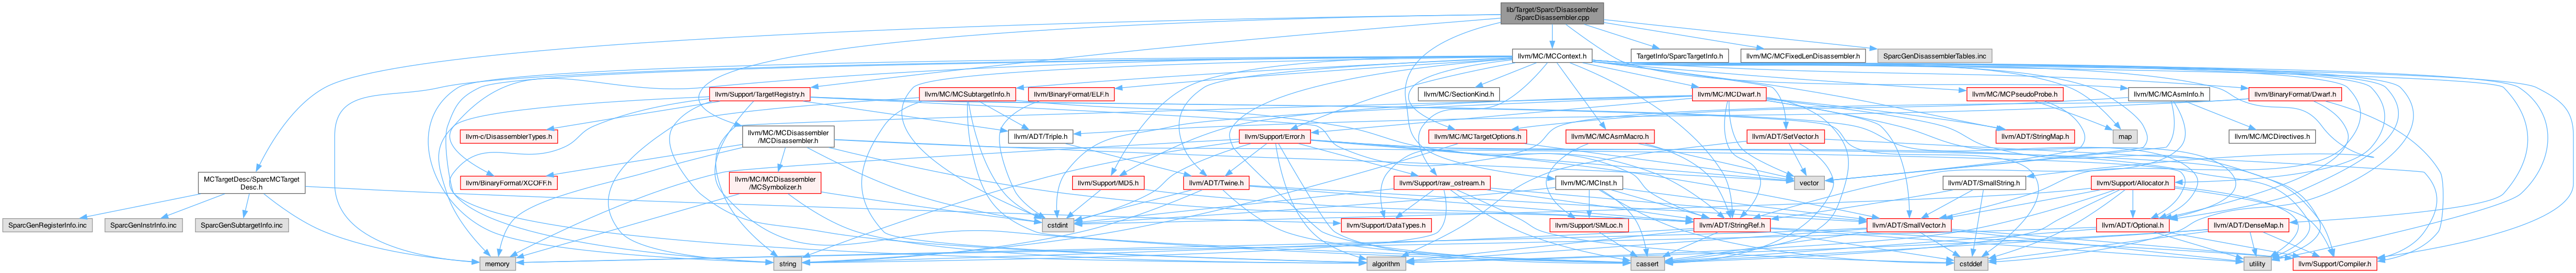 lib/Target/Sparc/Disassembler
/SparcDisassembler.cpp
llvm/MC/MCContext.h
TargetInfo/SparcTargetInfo.h
llvm/MC/MCFixedLenDisassembler.h
SparcGenDisassemblerTables.inc
llvm/Support/TargetRegistry.h
llvm/MC/MCSubtargetInfo.h
llvm/BinaryFormat/ELF.h
llvm/MC/SectionKind.h
llvm/MC/MCDwarf.h
llvm/MC/MCPseudoProbe.h
llvm/MC/MCAsmInfo.h
llvm/BinaryFormat/Dwarf.h
llvm-c/DisassemblerTypes.h
llvm/MC/MCDisassembler
/MCDisassembler.h
llvm/ADT/Triple.h
llvm/Support/Error.h
llvm/MC/MCTargetOptions.h
llvm/MC/MCAsmMacro.h
llvm/ADT/SetVector.h
llvm/ADT/StringMap.h
map
llvm/MC/MCDirectives.h
MCTargetDesc/SparcMCTarget
Desc.h
llvm/BinaryFormat/XCOFF.h
llvm/MC/MCDisassembler
/MCSymbolizer.h
llvm/Support/MD5.h
llvm/ADT/Twine.h
llvm/Support/raw_ostream.h
llvm/MC/MCInst.h
vector
llvm/ADT/SmallString.h
llvm/Support/Allocator.h
SparcGenRegisterInfo.inc
SparcGenInstrInfo.inc
SparcGenSubtargetInfo.inc
cstdint
llvm/Support/DataTypes.h
llvm/Support/SMLoc.h
llvm/ADT/StringRef.h
llvm/ADT/SmallVector.h
llvm/ADT/Optional.h
llvm/ADT/DenseMap.h
memory
string
algorithm
cassert
cstddef
utility
llvm/Support/Compiler.h